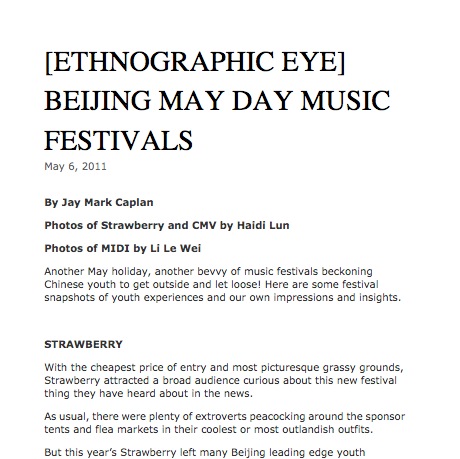 [ETHNOGRAPHIC EYE]
BEIJING MAY DAY MUSIC
FESTIVALS
May 6, 2011
By Jay Mark Caplan
Photos of Strawberry and CMV by Haidi Lun
Photos of MIDI by Li Le Wei
Another May holiday, another bevvy of music festivals beckoning
Chinese youth to get outside and let loose! Here are some festival
snapshots of youth experiences and our own impressions and insights.
STRAWBERRY
With the cheapest price of entry and most picturesque grassy grounds,
Strawberry attracted a broad audience curious about this new festival
thing they have heard about in the news.
As usual, there were plenty of extroverts peacocking around the sponsor
tents and flea markets in their coolest or most outlandish outfits.
But this year's Strawberry left many Beijing leading edge youth